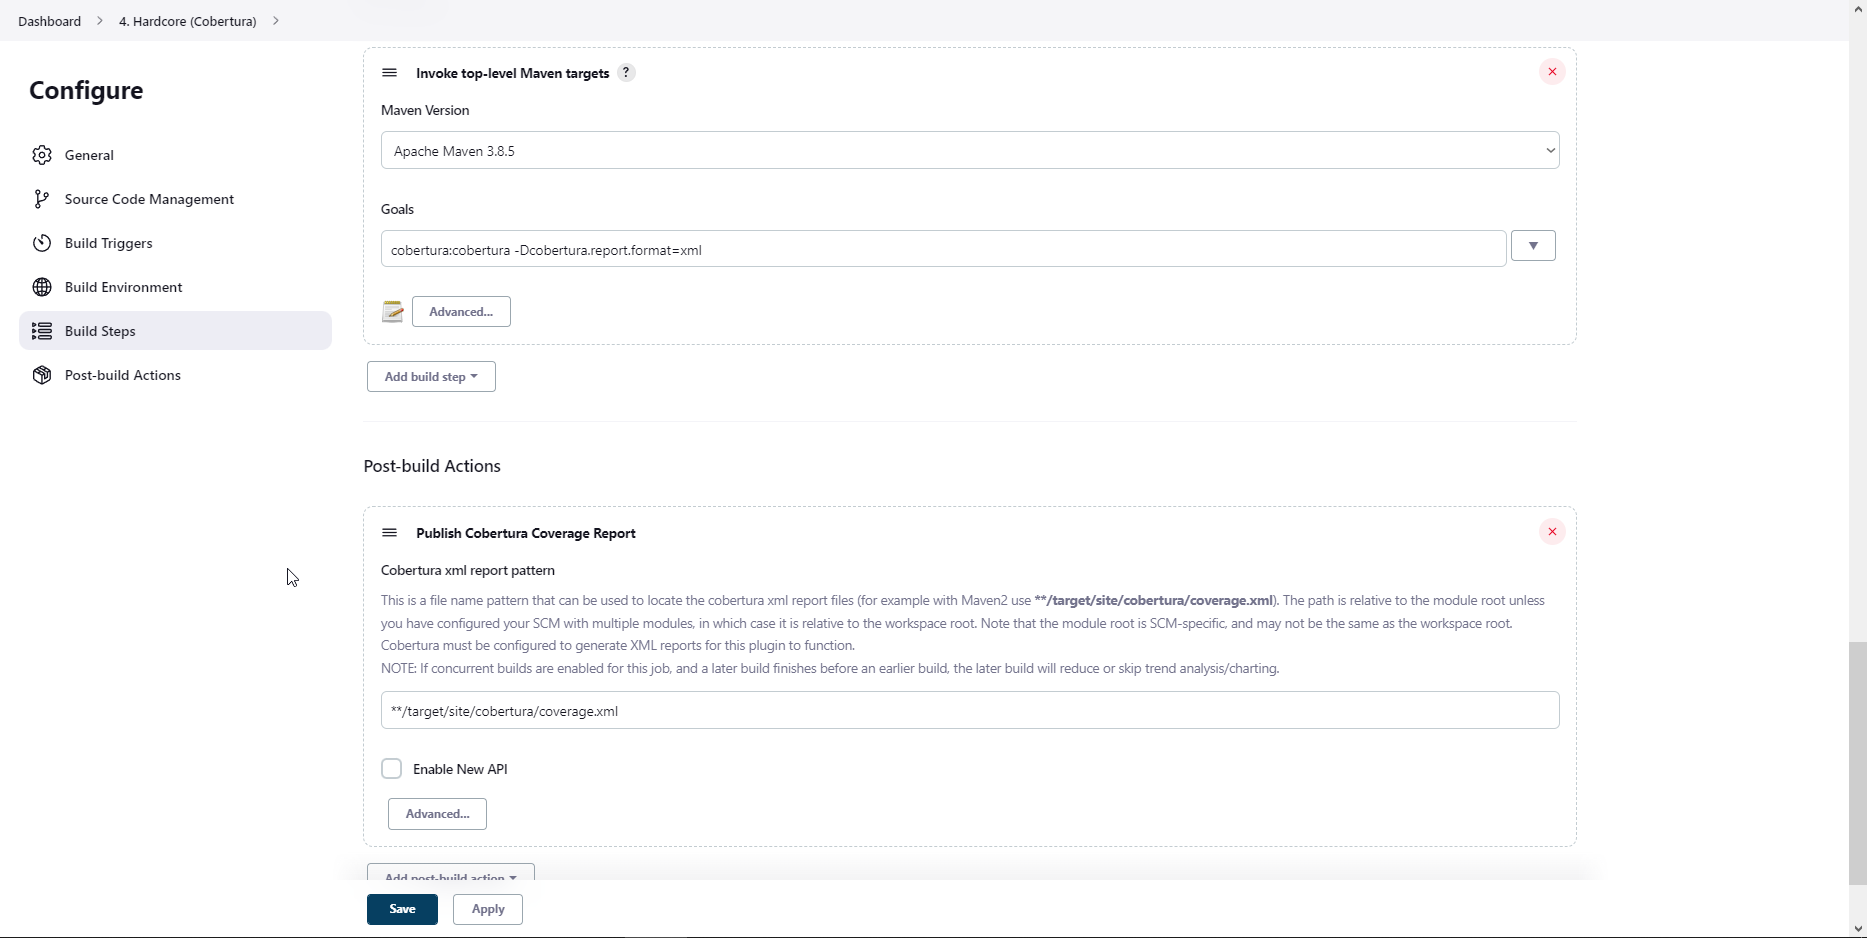 Dashboard > 4. Hardcore (Cobertura) >
Configure
General
Source Code Management
Build Triggers
Build Environment
Build Steps
Post-build Actions
Invoke top-level Maven targets ?
Maven Version
Apache Maven 3.8.5
Goals
cobertura:cobertura -Dcobertura.report.format=xml
Advanced...
Add build step
Post-build Actions
Publish Cobertura Coverage Report
Cobertura xml report pattern
This is a file name pattern that can be used to locate the cobertura xml report files (for example with Maven2 use **/target/site/cobertura/coverage.xml). The path is relative to the module root unless
you have configured your SCM with multiple modules, in which case it is relative to the workspace root. Note that the module root is SCM-specific, and may not be the same as the workspace root.
Cobertura must be configured to generate XML reports for this plugin to function.
NOTE: If concurrent builds are enabled for this job, and a later build finishes before an earlier build, the later build will reduce or skip trend analysis/charting.
**/target/site/cobertura/coverage.xml
Enable New API
Advanced...
Add post-build action
Save
Apply